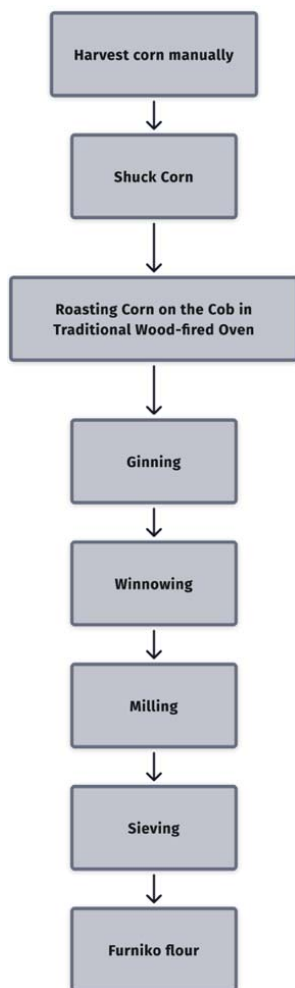 Harvest corn manually
Shuck Corn
Roasting Corn on the Cob in
Traditional Wood-fired Oven
Ginning
Winnowing
Milling
Sieving
Furniko flour